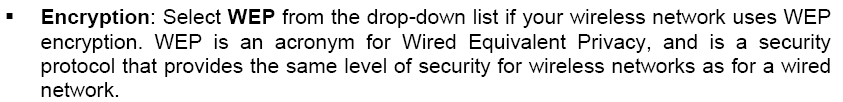 ▪ Encryption: Select WEP from the drop-down list if your wireless network uses WEP
encryption. WEP is an acronym for Wired Equivalent Privacy, and is a security
protocol that provides the same level of security for wireless networks as for a wired
network.